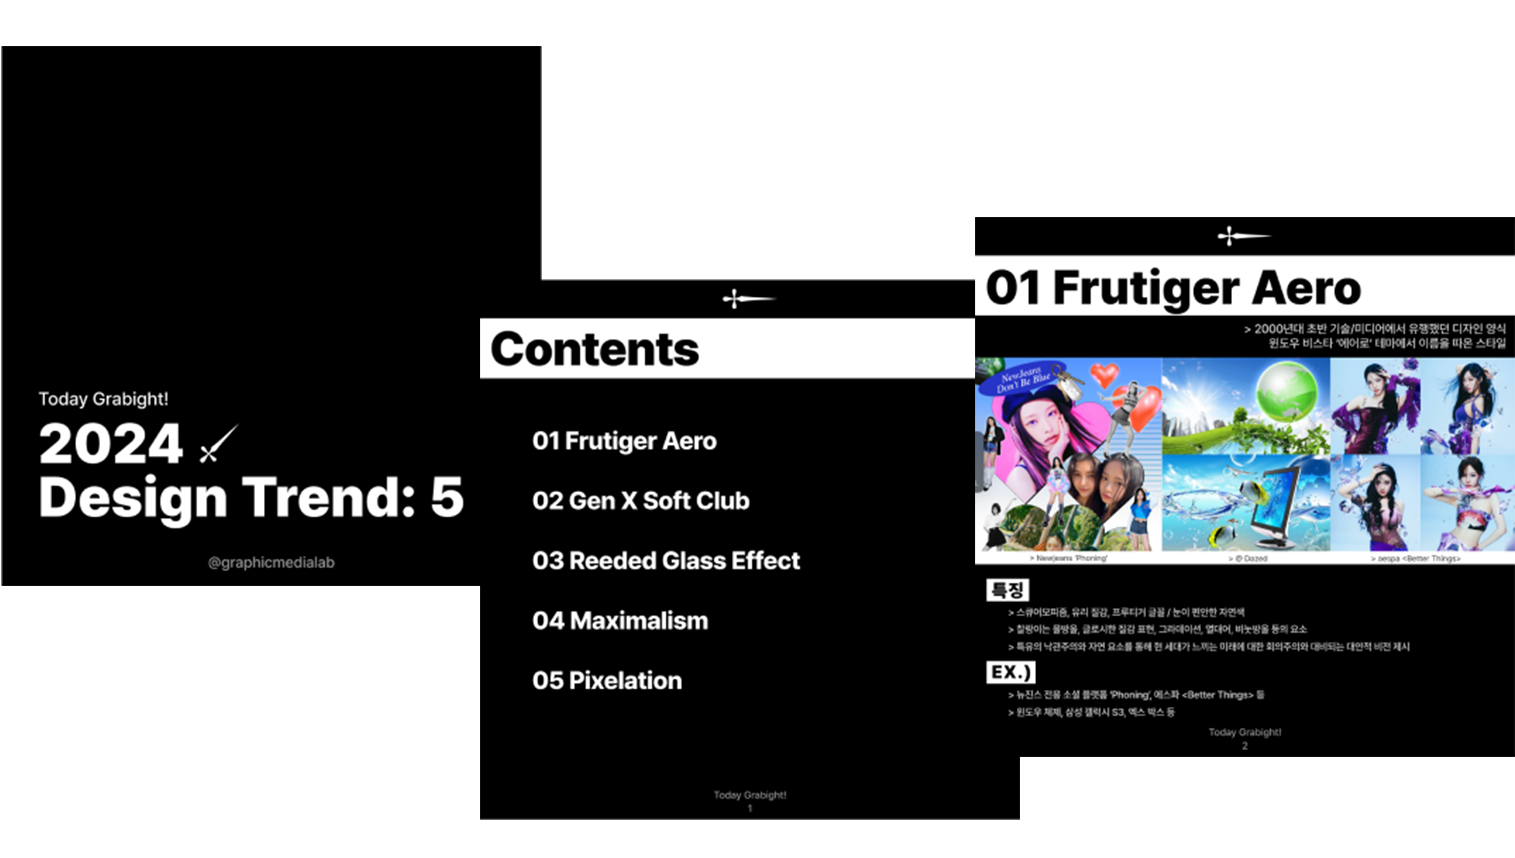 Today Grabight!
2024
Design Trend: 5
@graphicmedialab
Contents
01 Frutiger Aero
02 Gen X Soft Club
03 Reeded Glass Effect
04 Maximalism
05 Pixelation
Today Grabight!
1
01 Frutiger Aero
> 2000년대 초반 기술/미디어에서 유행했던 디자인 양식
윈도우 비스타 '에어로' 테마에서 이름을 따온 스타일
NewJeans
Don't Be Blue
> Newjeans 'Phoning'
> @ Dazed
> aespa <Better Things>
특징
> 스큐어모피즘, 유리 질감, 프루티거 글꼴 / 눈이 편안한 자연색
> 찰랑이는 물방울, 글로시한 질감 표현, 그라데이션, 열대어, 비눗방울 등의 요소
> 특유의 낙관주의와 자연 요소를 통해 현 세대가 느끼는 미래에 대한 회의주의와 대비되는 대안적 비전 제시
EX.)
> 뉴진스 전용 소셜 플랫폼 'Phoning', 에스파 <Better Things> 등
> 윈도우 체제, 삼성 갤럭시 S3, 엑스 박스 등
Today Grabight!
2